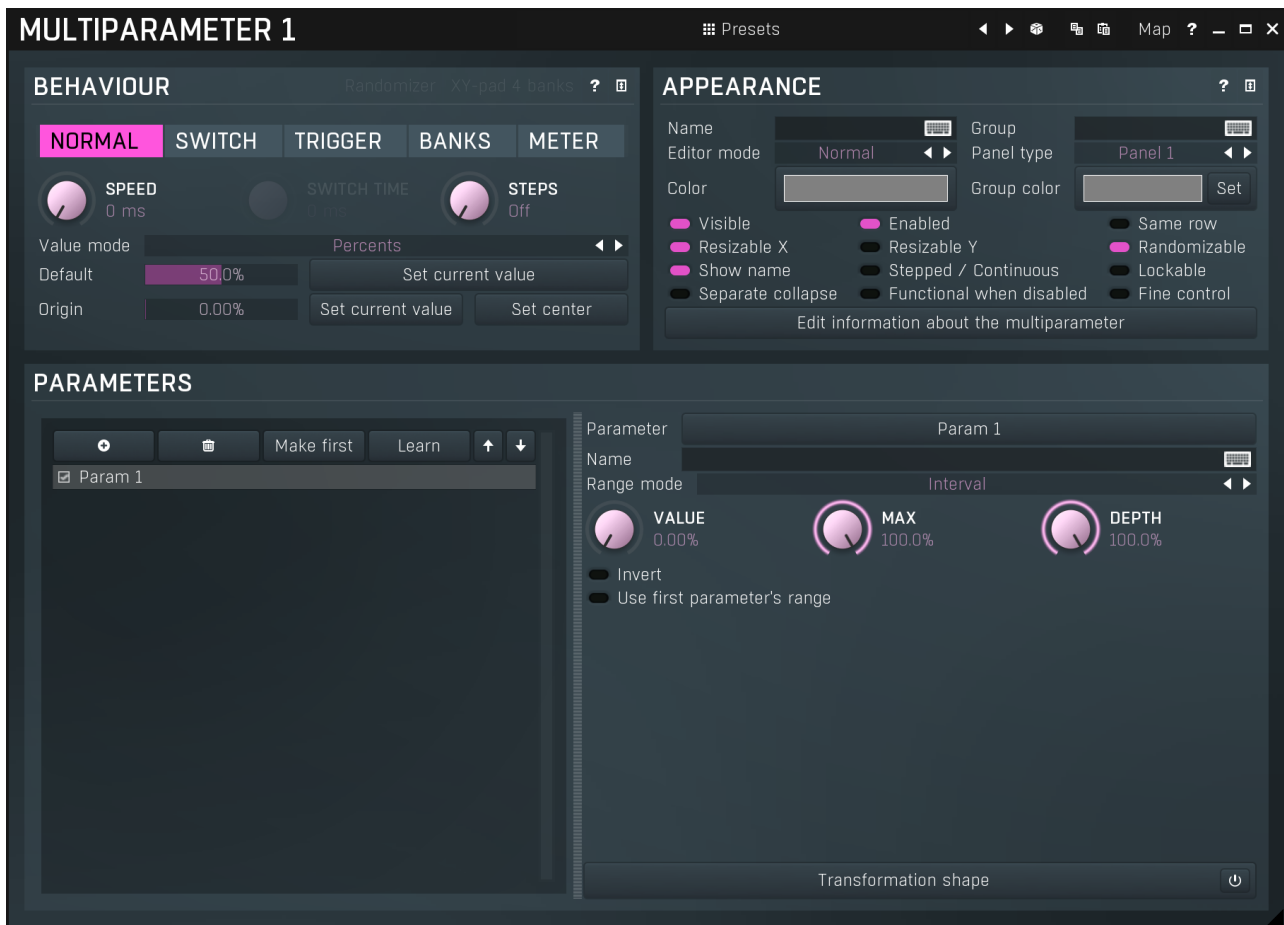 MULTIPARAMETER 1 Presets Map ?
BEHAVIOUR Randomizer XY-pad 4 banks ?
NORMAL SWITCH TRIGGER BANKS METER
SPEED SWITCH TIME STEPS
0 ms Off
Value mode Percents
Default 50.0% Set current value
Origin 0.00% Set current value Set center
APPEARANCE ?
Name Group
Editor mode Normal Panel type Panel 1
Color Group color Set
Visible Enabled Same row
Resizable X Resizable Y Randomizable
Show name Stepped / Continuous Lockable
Separate collapse Functional when disabled Fine control
Edit information about the multiparameter
PARAMETERS
Make first Learn
Param 1
Parameter Param 1
Name
Range mode Interval
VALUE MAX DEPTH
0.00% 100.0% 100.0%
Invert
Use first parameter's range
Transformation shape